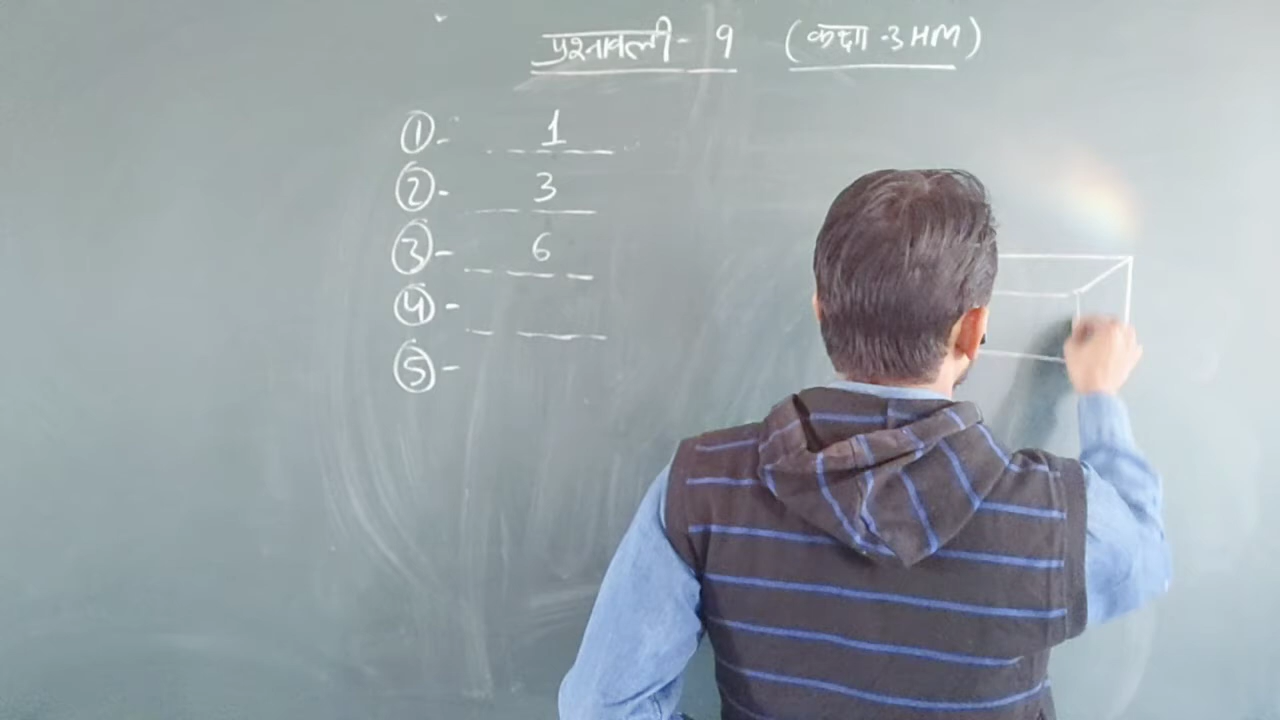 प्रश्नावली - 9 (कक्षा -3 HM)
① - 1
② - 3
③ - 6
④ -
⑤ -